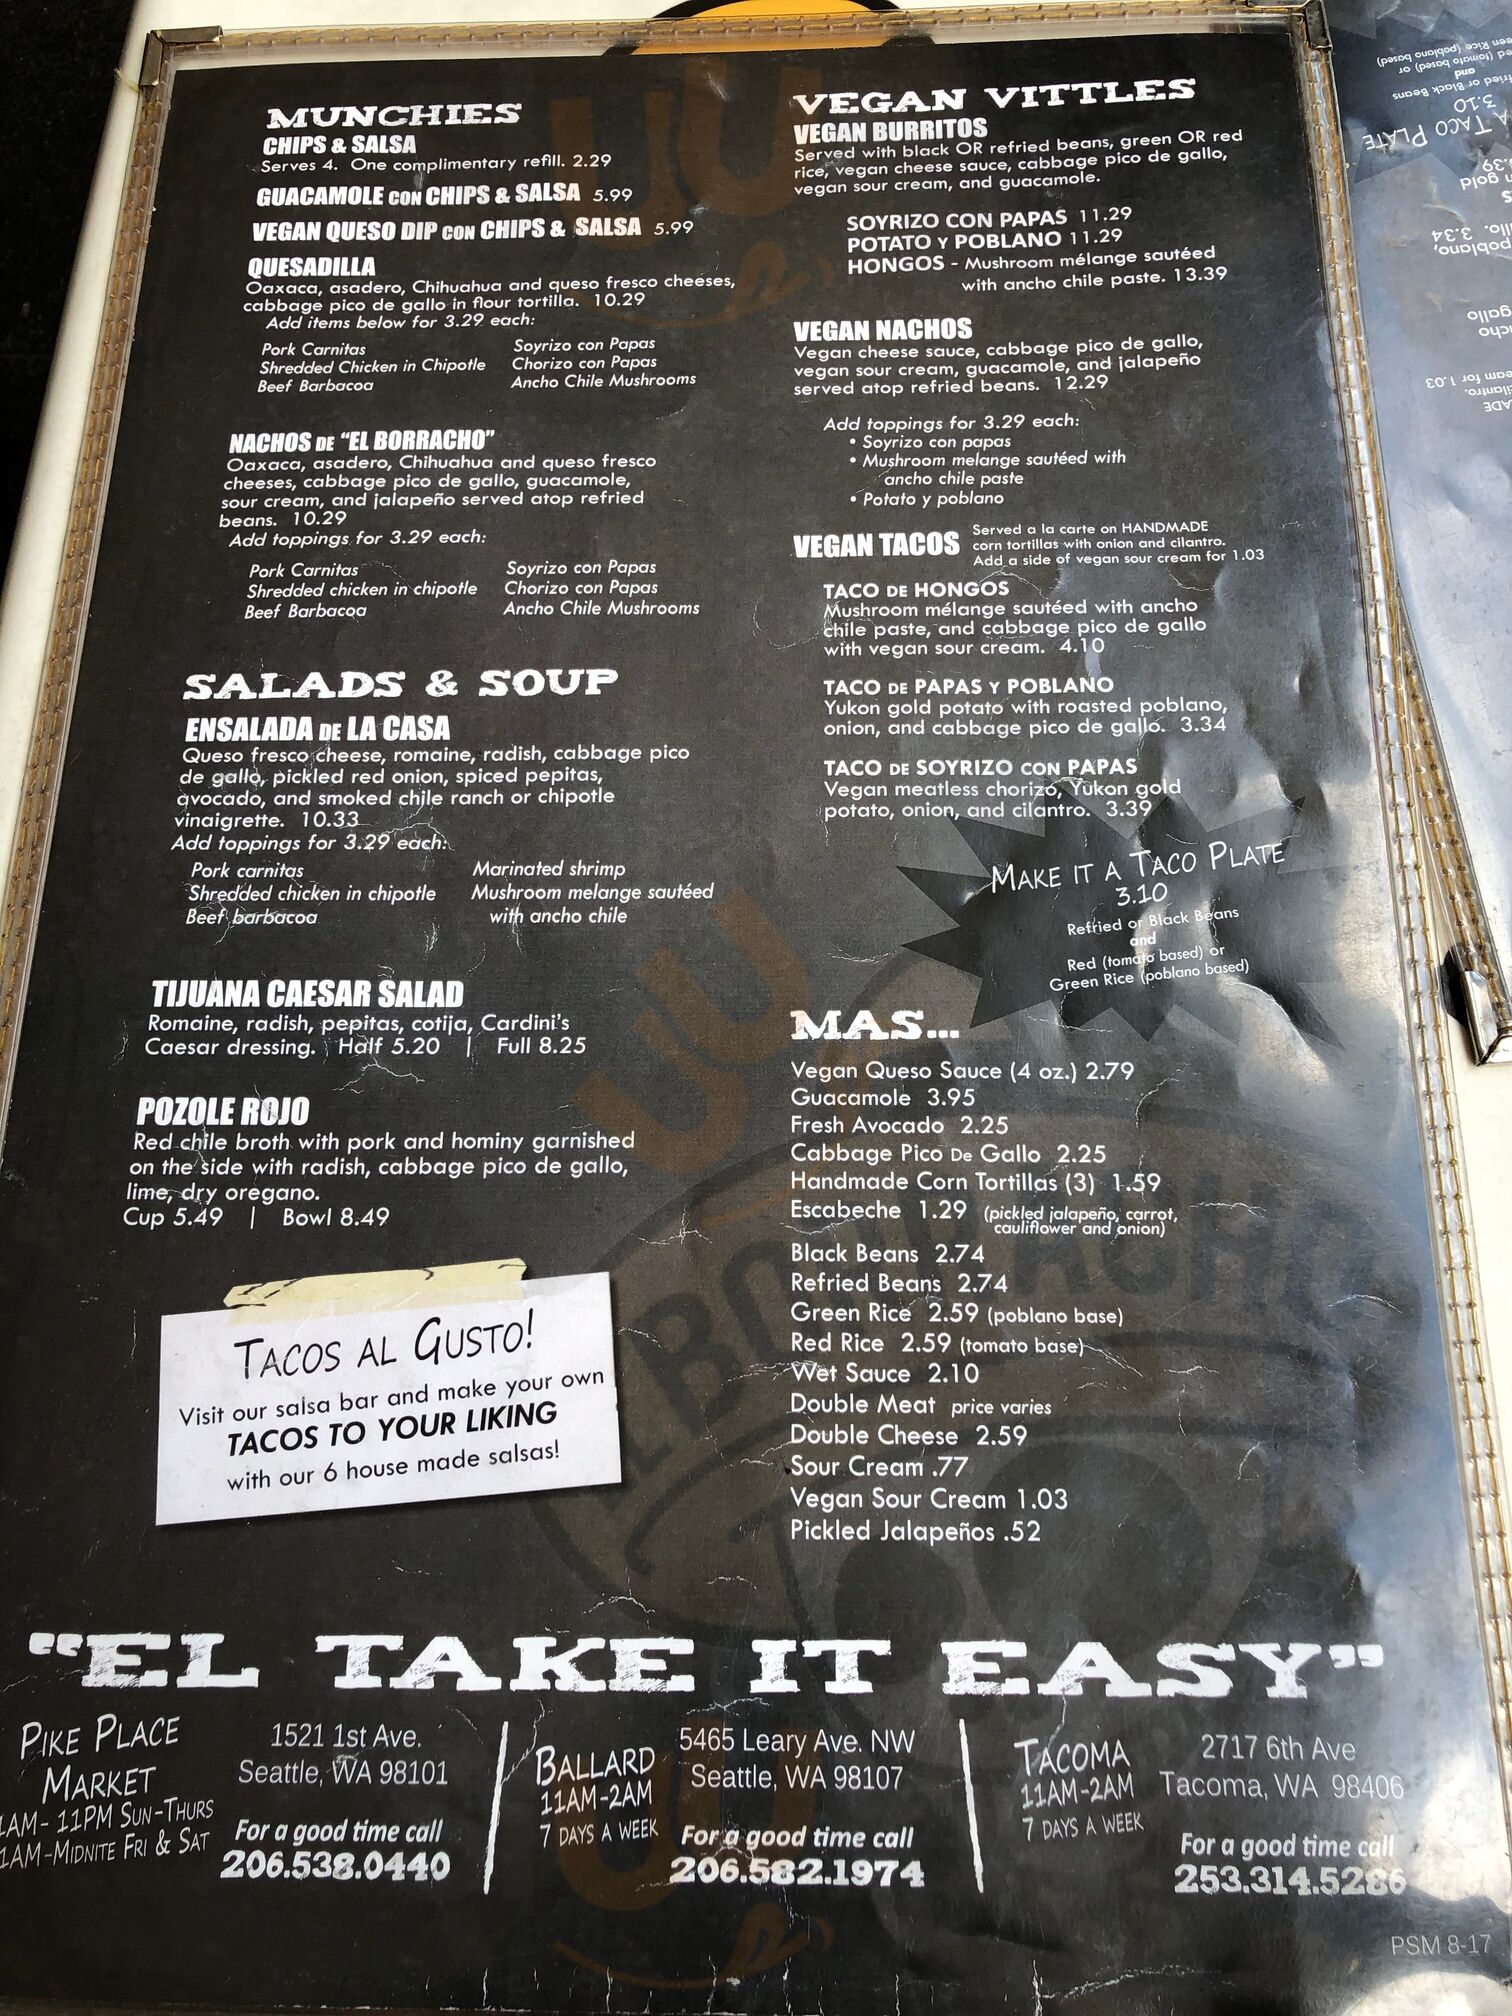 MUNCHIES
CHIPS & SALSA
Serves 4. One complimentary refill. 2.29
GUACAMOLE CON CHIPS & SALSA 5.99
VEGAN QUESO DIP CON CHIPS & SALSA 5.99
QUESADILLA
Oaxaca, asadero, Chihuahua and queso fresco cheeses,
cabbage pico de gallo in flour tortilla. 10.29
Add items below for 3.29 each:
Pork Carnitas
Shredded Chicken in Chipotle
Beef Barbacoa
Soyrizo con Papas
Chorizo con Papas
Ancho Chile Mushrooms
NACHOS DE "EL BORRACHO"
Oaxaca, asadero, Chihuahua and queso fresco
cheeses, cabbage pico de gallo, guacamole,
sour cream, and jalapeño served atop refried
beans. 10.29
Add toppings for 3.29 each:
Pork Carnitas
Shredded chicken in chipotle
Beef Barbacoa
Soyrizo con Papas
Chorizo con Papas
Ancho Chile Mushrooms
SALADS & SOUP
ENSALADA DE LA CASA
Queso fresco cheese, romaine, radish, cabbage pico
de gallo, pickled red onion, spiced pepitas,
avocado, and smoked chile ranch or chipotle
vinaigrette. 10.33
Add toppings for 3.29 each:
Pork carnitas
Shredded chicken in chipotle
Beef barbacoa
Marinated shrimp
Mushroom melange sautéed
with ancho chile
TIJUANA CAESAR SALAD
Romaine, radish, pepitas, cotija, Cardini's
Caesar dressing. Half 5.20 | Full 8.25
POZOLE ROJO
Red chile broth with pork and hominy garnished
on the side with radish, cabbage pico de gallo,
lime, dry oregano.
Cup 5.49 | Bowl 8.49
TACOS AL GUSTO!
Visit our salsa bar and make your own
TACOS TO YOUR LIKING
with our 6 house made salsas!
VEGAN VITTLES
VEGAN BURRITOS
Served with black OR refried beans, green OR red
rice, vegan cheese sauce, cabbage pico de gallo,
vegan sour cream, and guacamole.
SOYRIZO CON PAPAS 11.29
POTATO Y POBLANO 11.29
HONGOS - Mushroom mélange sautéed
with ancho chile paste. 13.39
VEGAN NACHOS
Vegan cheese sauce, cabbage pico de gallo,
vegan sour cream, guacamole, and jalapeño
served atop refried beans. 12.29
Add toppings for 3.29 each:
• Soyrizo con papas
• Mushroom melange sautéed with
ancho chile paste
• Potato y poblano
VEGAN TACOS
Served a la carte on HANDMADE
corn tortillas with onion and cilantro.
Add a side of vegan sour cream for 1.03
TACO DE HONGOS
Mushroom mélange sautéed with ancho
chile paste, and cabbage pico de gallo
with vegan sour cream. 4.10
TACO DE PAPAS Y POBLANO
Yukon gold potato with roasted poblano,
onion, and cabbage pico de gallo. 3.34
TACO DE SOYRIZO CON PAPAS
Vegan meatless chorizo, Yukon gold
potato, onion, and cilantro. 3.39
MAKE IT A TACO PLATE
3.10
Refried or Black Beans
and
Red (tomato based) or
Green Rice (poblano based)
MAS...
Vegan Queso Sauce (4 oz.) 2.79
Guacamole 3.95
Fresh Avocado 2.25
Cabbage Pico De Gallo 2.25
Handmade Corn Tortillas (3) 1.59
Escabeche 1.29 (pickled jalapeño, carrot,
cauliflower and onion)
Black Beans 2.74
Refried Beans 2.74
Green Rice 2.59 (poblano base)
Red Rice 2.59 (tomato base)
Wet Sauce 2.10
Double Meat price varies
Double Cheese 2.59
Sour Cream .77
Vegan Sour Cream 1.03
Pickled Jalapeños .52
"EL TAKE IT EASY"
PIKE PLACE
MARKET
1AM-11PM SUN-THURS
1AM-MIDNITE FRI & SAT
1521 1st Ave.
Seattle, WA 98101
For a good time call
206.538.0440
BALLARD
11AM-2AM
7 DAYS A WEEK
5465 Leary Ave. NW
Seattle, WA 98107
For a good time call
206.582.1974
TACOMA
11AM-2AM
7 DAYS A WEEK
2717 6th Ave
Tacoma, WA 98406
For a good time call
253.314.5286
PSM 8-17
A TACO PLATE
3.10